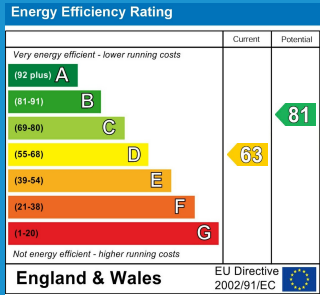 Energy Efficiency Rating
Current Potential
Very energy efficient - lower running costs
(92 plus) A
(81-91) B
81
(69-80) C
(55-68) D
63
(39-54) E
(21-38) F
(1-20) G
Not energy efficient - higher running costs
England & Wales
EU Directive
2002/91/EC